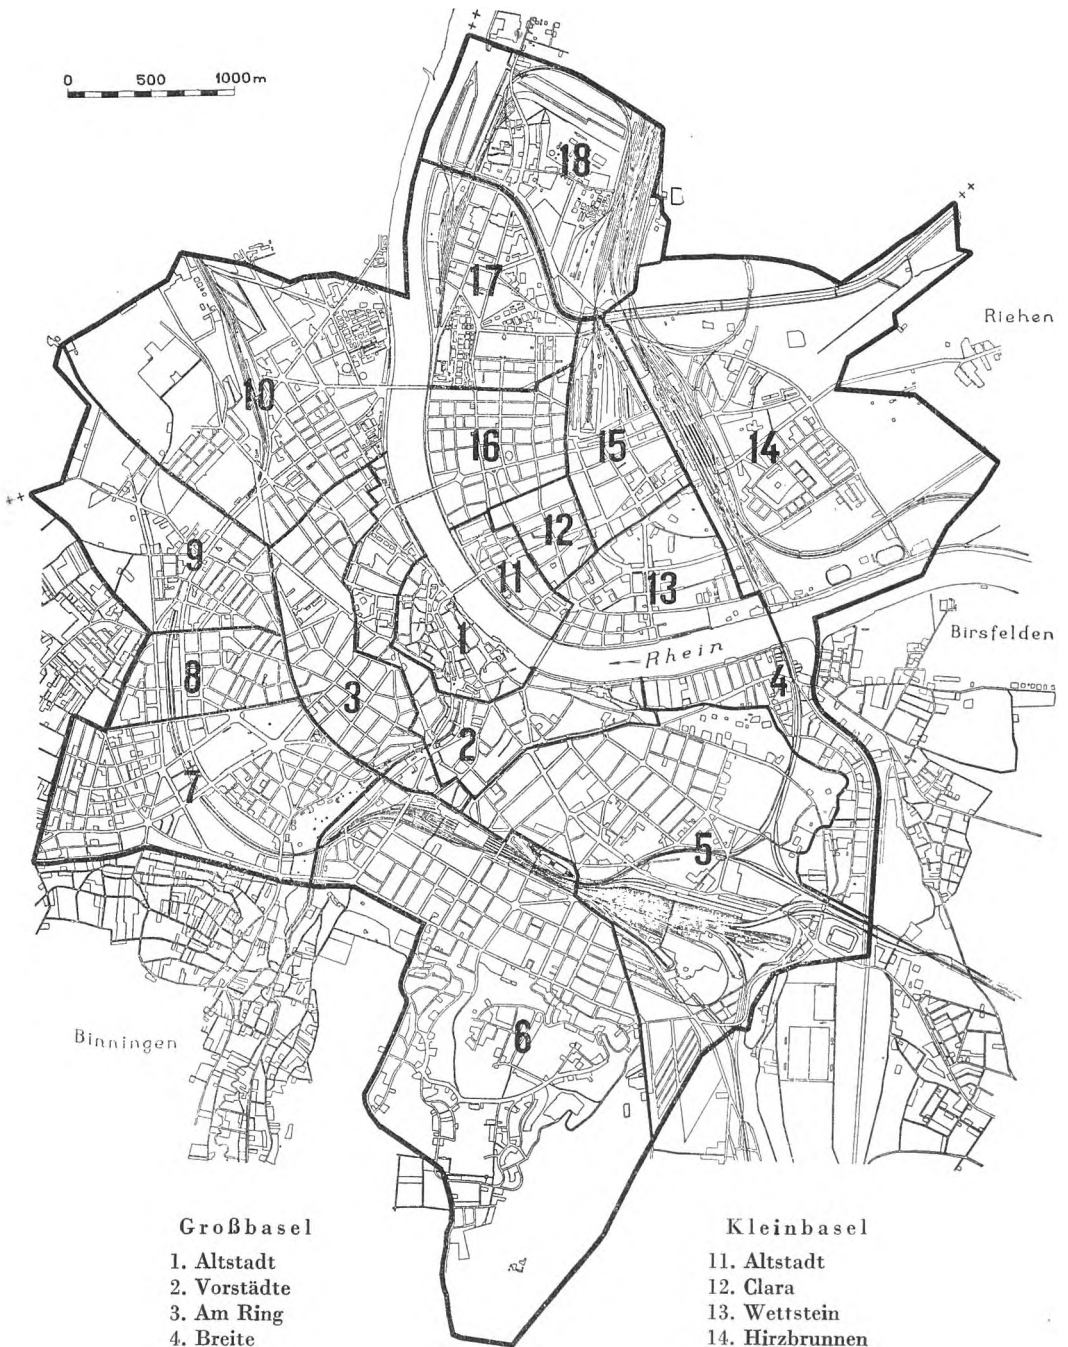 0 500 1000m
18
17
Riehen
10
16
15
14
12
9
11
13
1
Birsfelden
Rhein
8
3
4
2
7
5
Binningen
6
Großbasel
1. Altstadt
2. Vorstädte
3. Am Ring
4. Breite
Kleinbasel
11. Altstadt
12. Clara
13. Wettstein
14. Hirzbrunnen